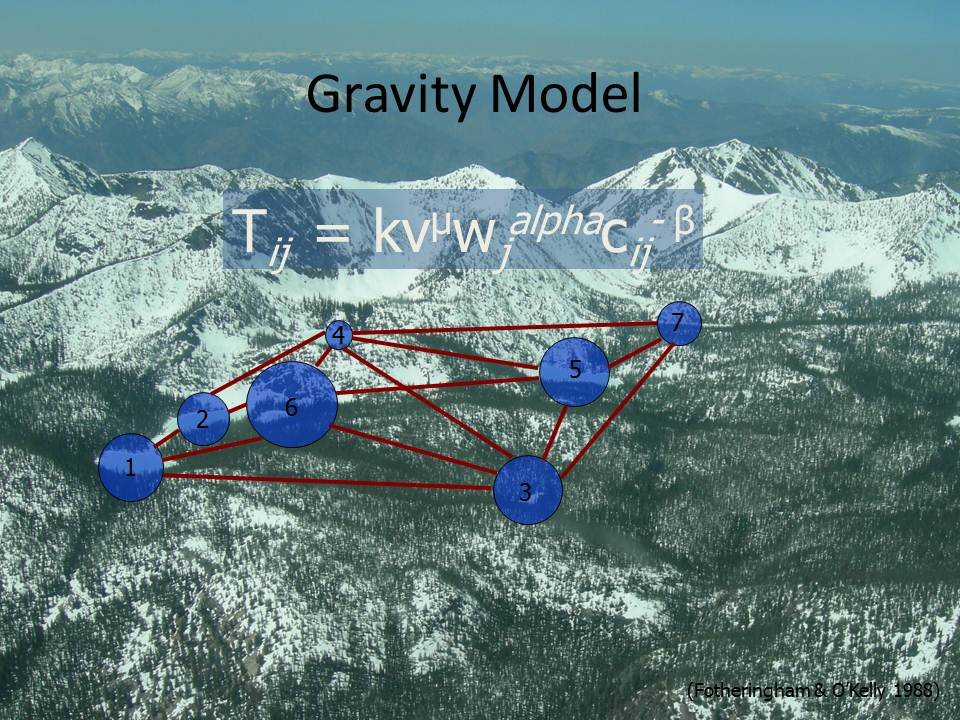 Gravity Model
Tij = kvμwjalphacij- β
4
7
5
6
2
1
3
(Fotheringham & O'Kelly 1988)